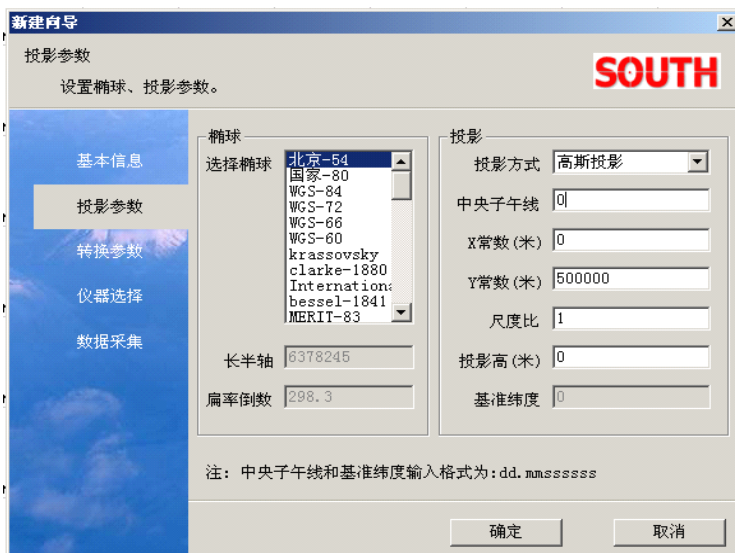 新建向导
投影参数
设置椭球、投影参数。
SOUTH
基本信息
投影参数
转换参数
仪器选择
数据采集
椭球
选择椭球
北京-54
国家-80
WGS-84
WGS-72
WGS-66
WGS-60
krassovsky
clarke-1880
Internation
bessel-1841
MERIT-83
长半轴 6378245
扁率倒数 298.3
投影
投影方式 高斯投影
中央子午线 0
X常数(米) 0
Y常数(米) 500000
尺度比 1
投影高(米) 0
基准纬度 0
注: 中央子午线和基准纬度输入格式为:dd.mmssssss
确定 取消